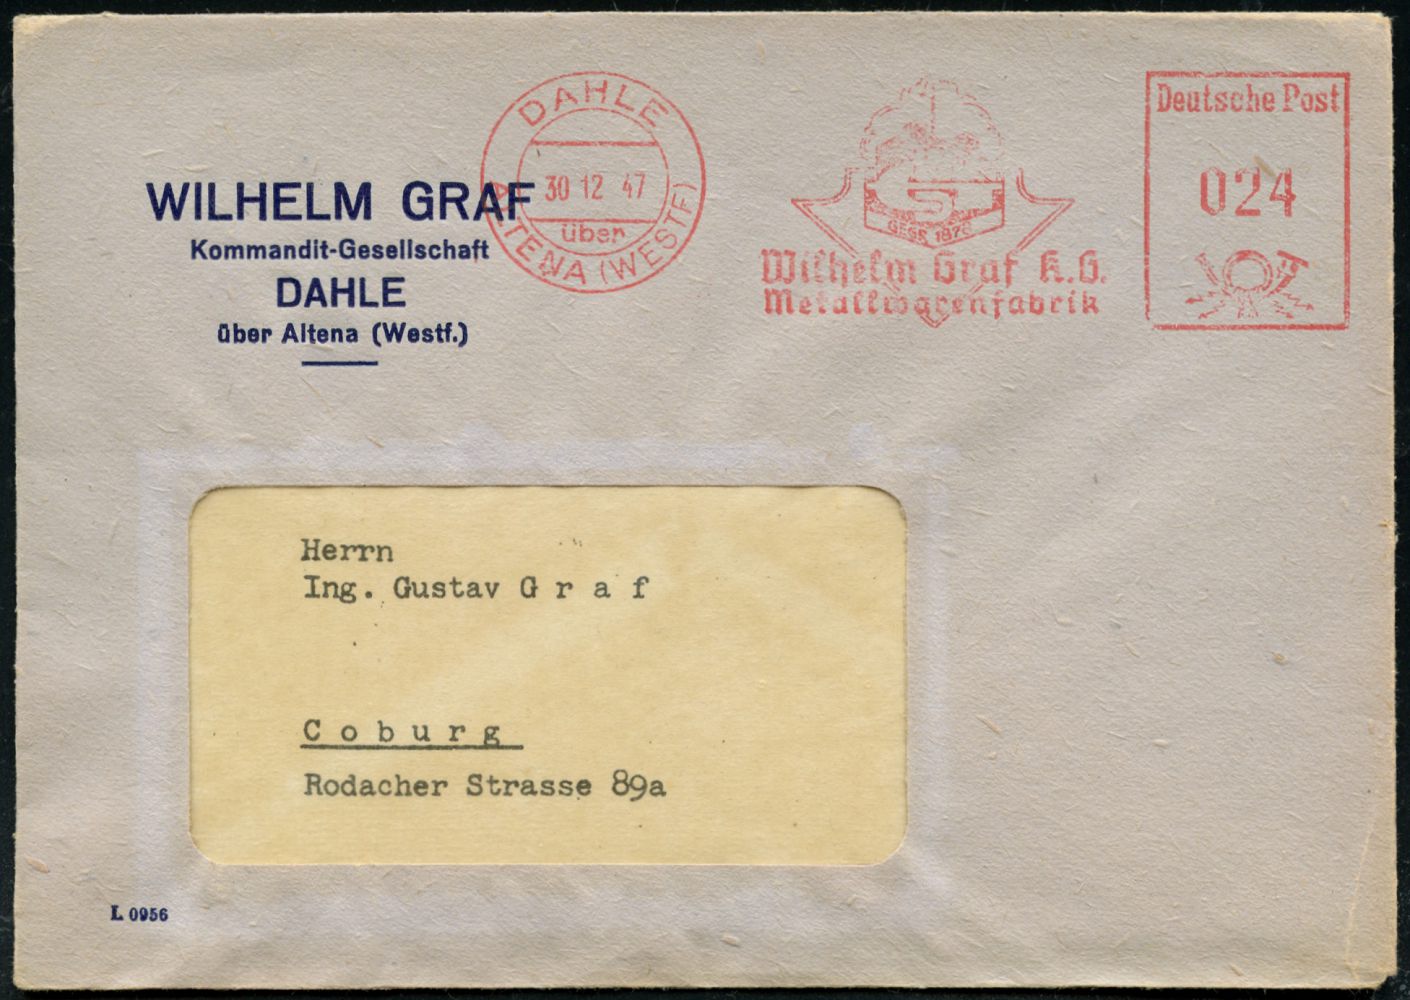 WILHELM GRAF
Kommandit-Gesellschaft
DAHLE
über Altena (Westf.)
DAHLE
30 12 47
über
ALTENA (WESTF)
GEGR. 1876
Wilhelm Graf K.G.
Metallwarenfabrik
Deutsche Post
024
Herrn
Ing. Gustav G r a f
C o b u r g
Rodacher Strasse 89a
L 0956